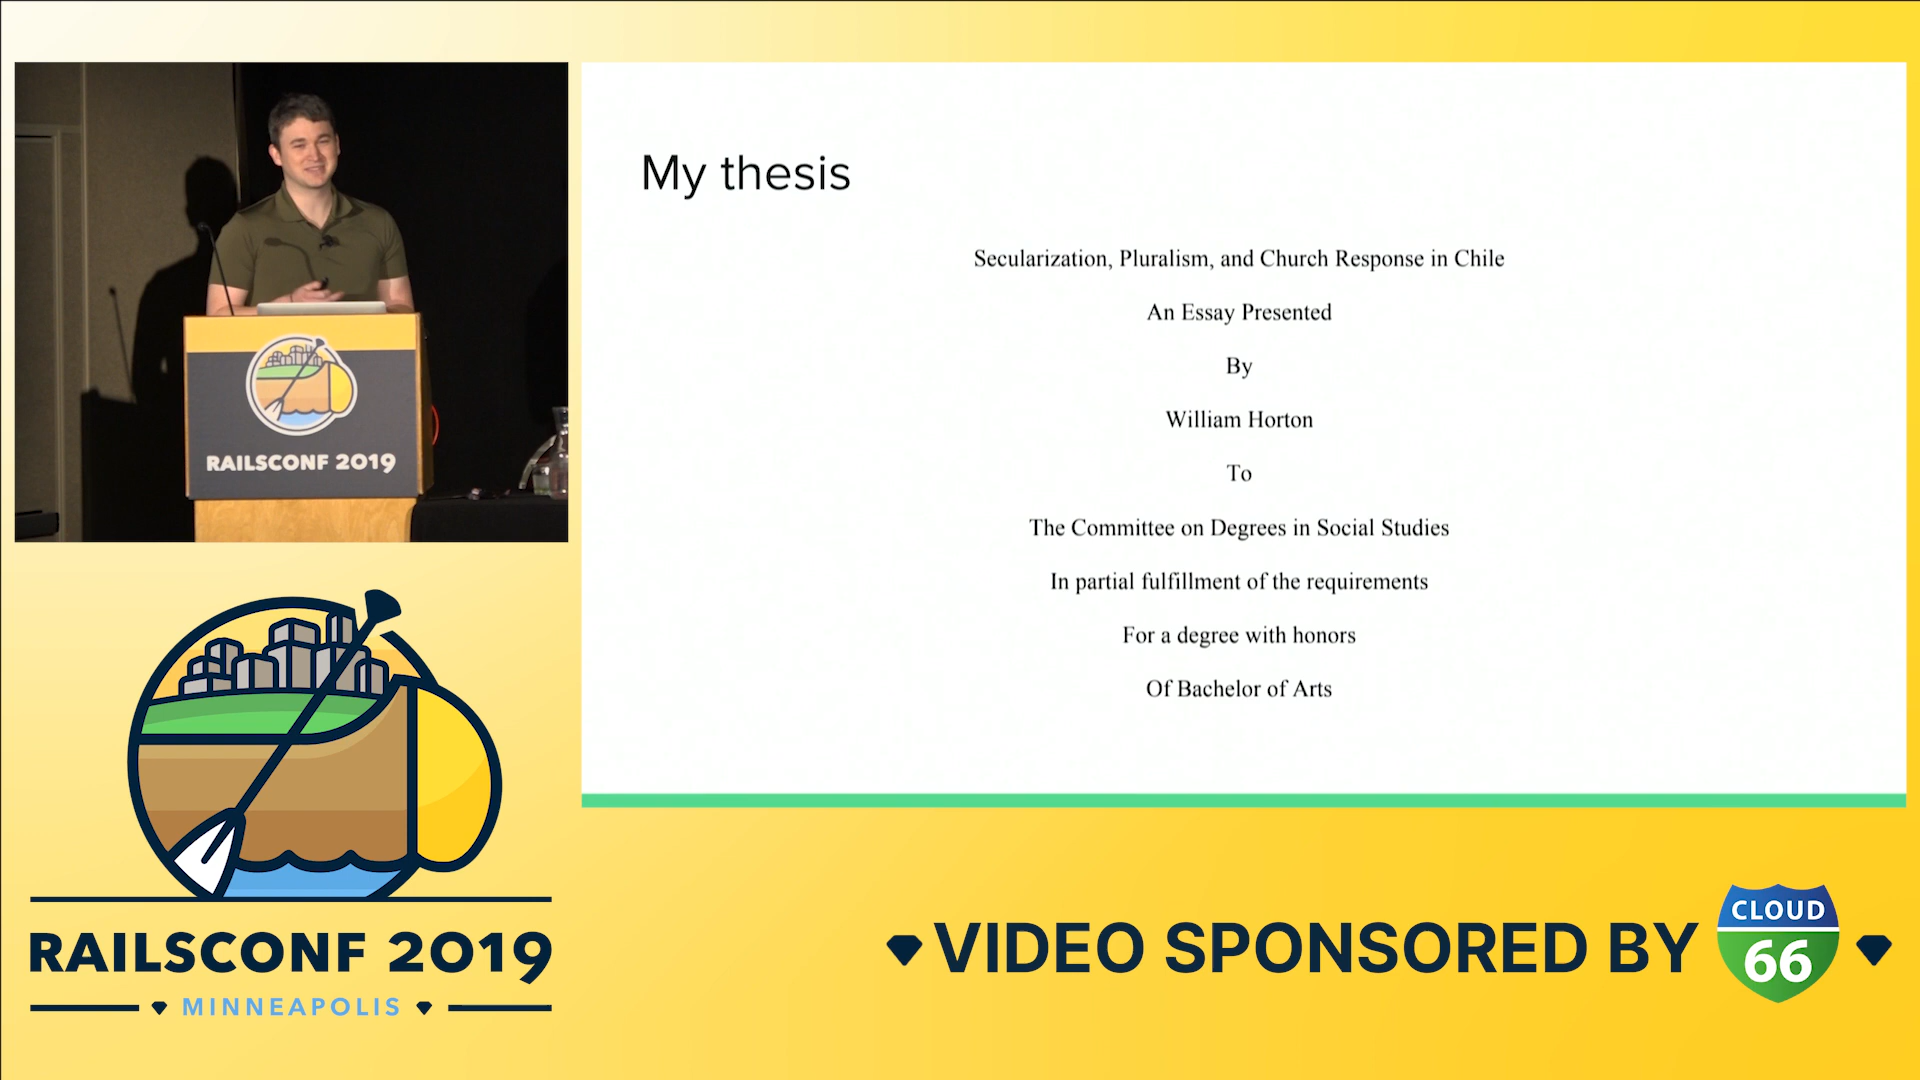 RAILSCONF 2019
My thesis
Secularization, Pluralism, and Church Response in Chile
An Essay Presented
By
William Horton
To
The Committee on Degrees in Social Studies
In partial fulfillment of the requirements
For a degree with honors
Of Bachelor of Arts
RAILSCONF 2019
MINNEAPOLIS
VIDEO SPONSORED BY
CLOUD
66